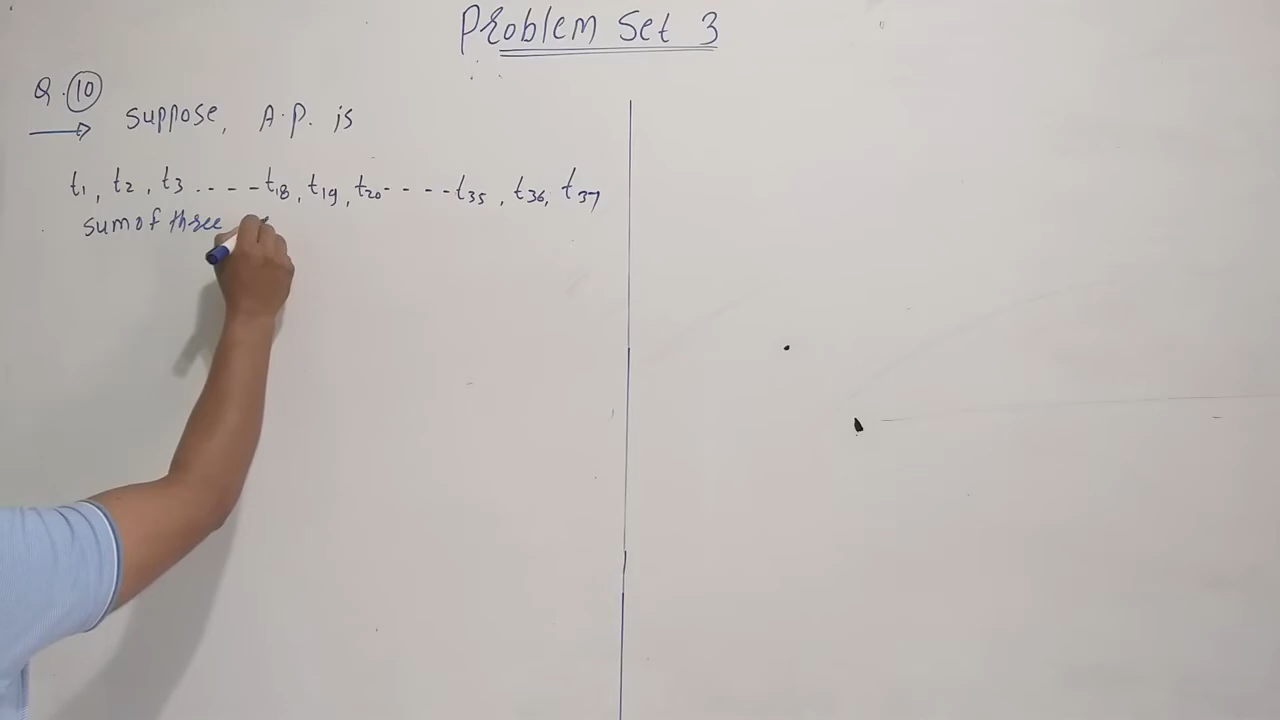 Problem Set 3
Q. 10
Suppose, A.P. is
t1, t2, t3 ---- t18, t19, t20 ---- t35, t36, t37
sum of three